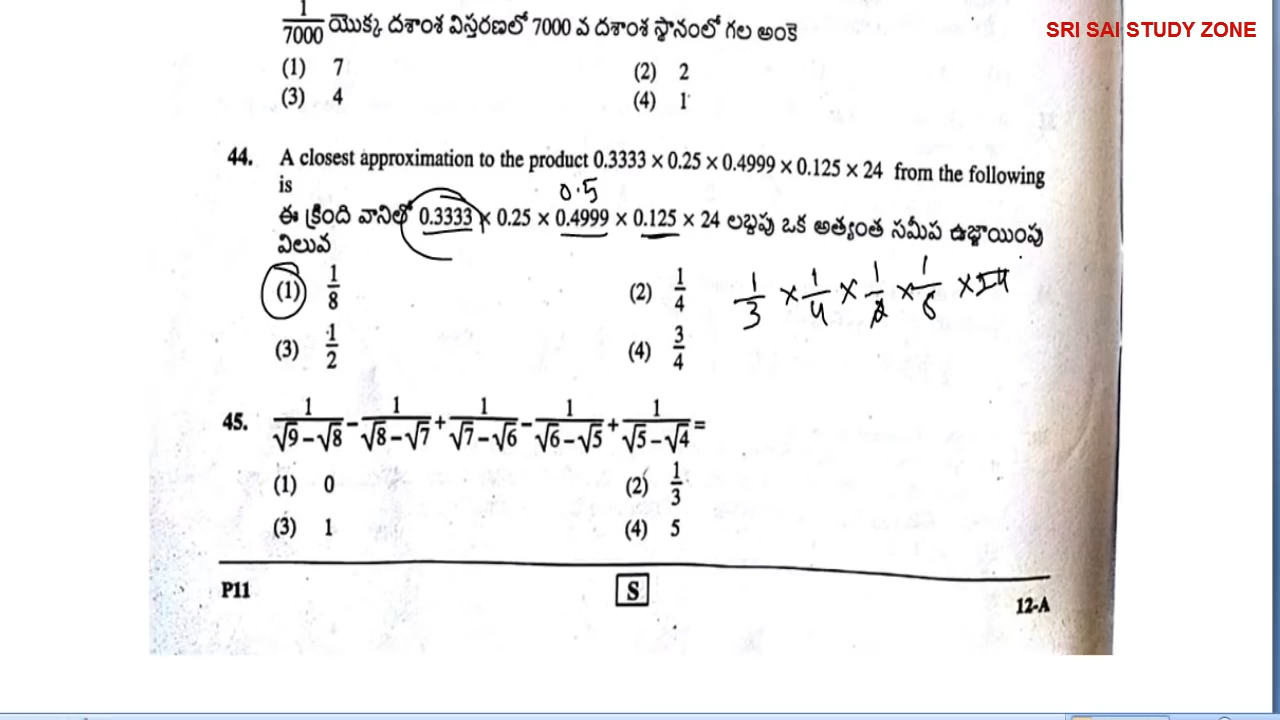 SRI SAI STUDY ZONE
1/7000 యొక్క దశాంశ విస్తరణలో 7000 వ దశాంశ స్థానంలో గల అంకె
(1) 7 (2) 2
(3) 4 (4) 1
44. A closest approximation to the product 0.3333 × 0.25 × 0.4999 × 0.125 × 24 from the following
is
0.5
ఈ క్రింది వానిలో 0.3333 × 0.25 × 0.4999 × 0.125 × 24 లబ్దపు ఒక అత్యంత సమీప ఉజ్జాయింపు
విలువ
(1) 1/8 (2) 1/4
1/3 × 1/4 × 1/2 × 1/8 × 24
(3) 1/2 (4) 3/4
45. 1/(√9 – √8) – 1/(√8 – √7) + 1/(√7 – √6) – 1/(√6 – √5) + 1/(√5 – √4) =
(1) 0 (2) 1/3
(3) 1 (4) 5
P11 S 12-A